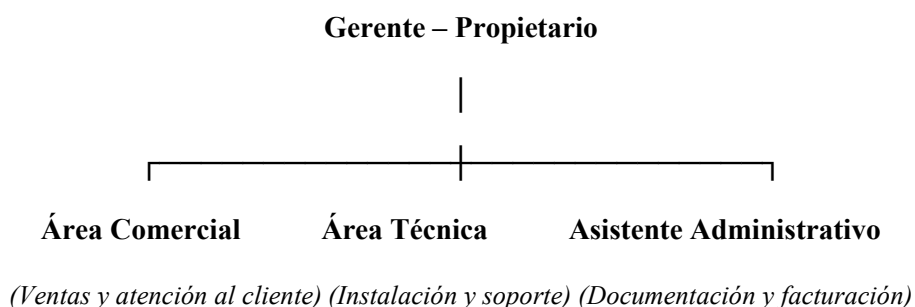 Gerente – Propietario
Área Comercial Área Técnica Asistente Administrativo
(Ventas y atención al cliente) (Instalación y soporte) (Documentación y facturación)